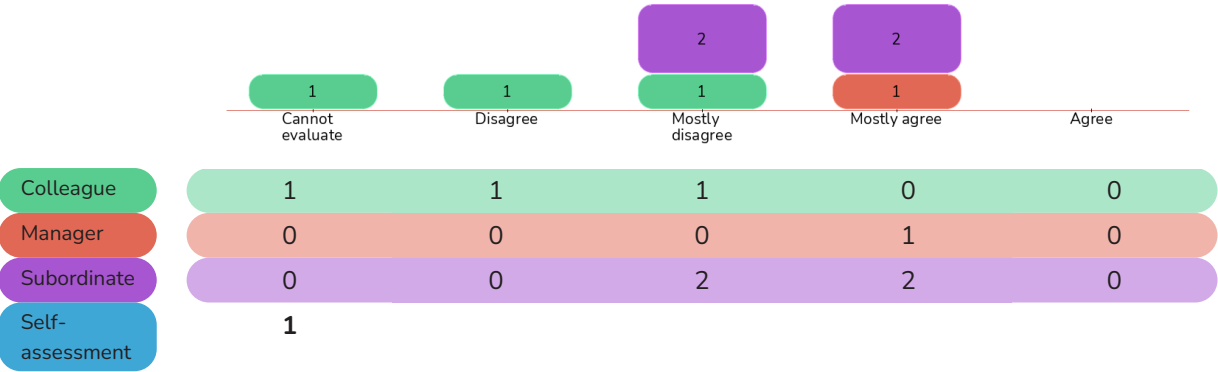 2 2
1 1 1 1
Cannot evaluate Disagree Mostly disagree Mostly agree Agree
Colleague 1 1 1 0 0
Manager 0 0 0 1 0
Subordinate 0 0 2 2 0
Self-
assessment 1